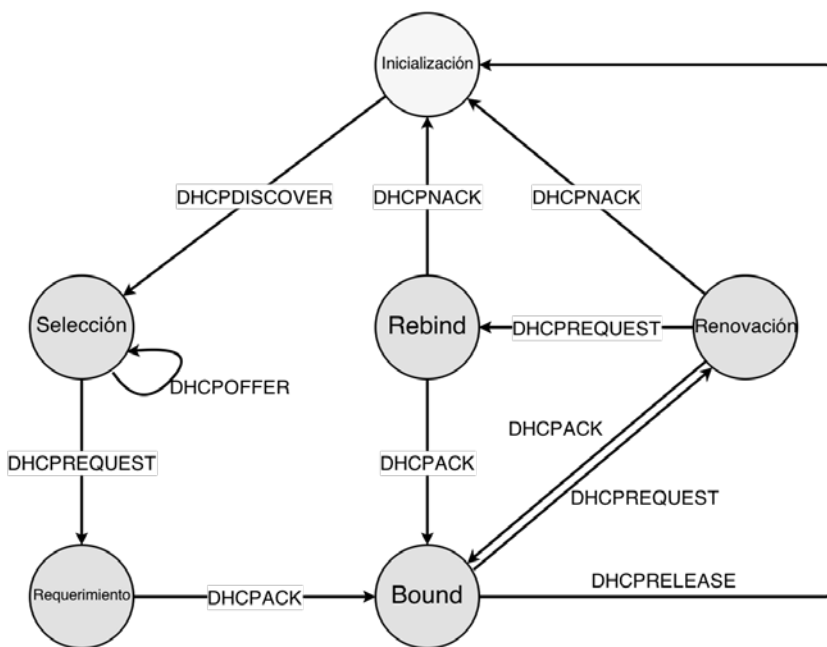 Inicialización
DHCPDISCOVER
DHCPNACK
DHCPNACK
Selección
Rebind
DHCPREQUEST
Renovación
DHCPOFFER
DHCPREQUEST
DHCPACK
DHCPACK
DHCPREQUEST
Requerimiento
DHCPACK
Bound
DHCPRELEASE